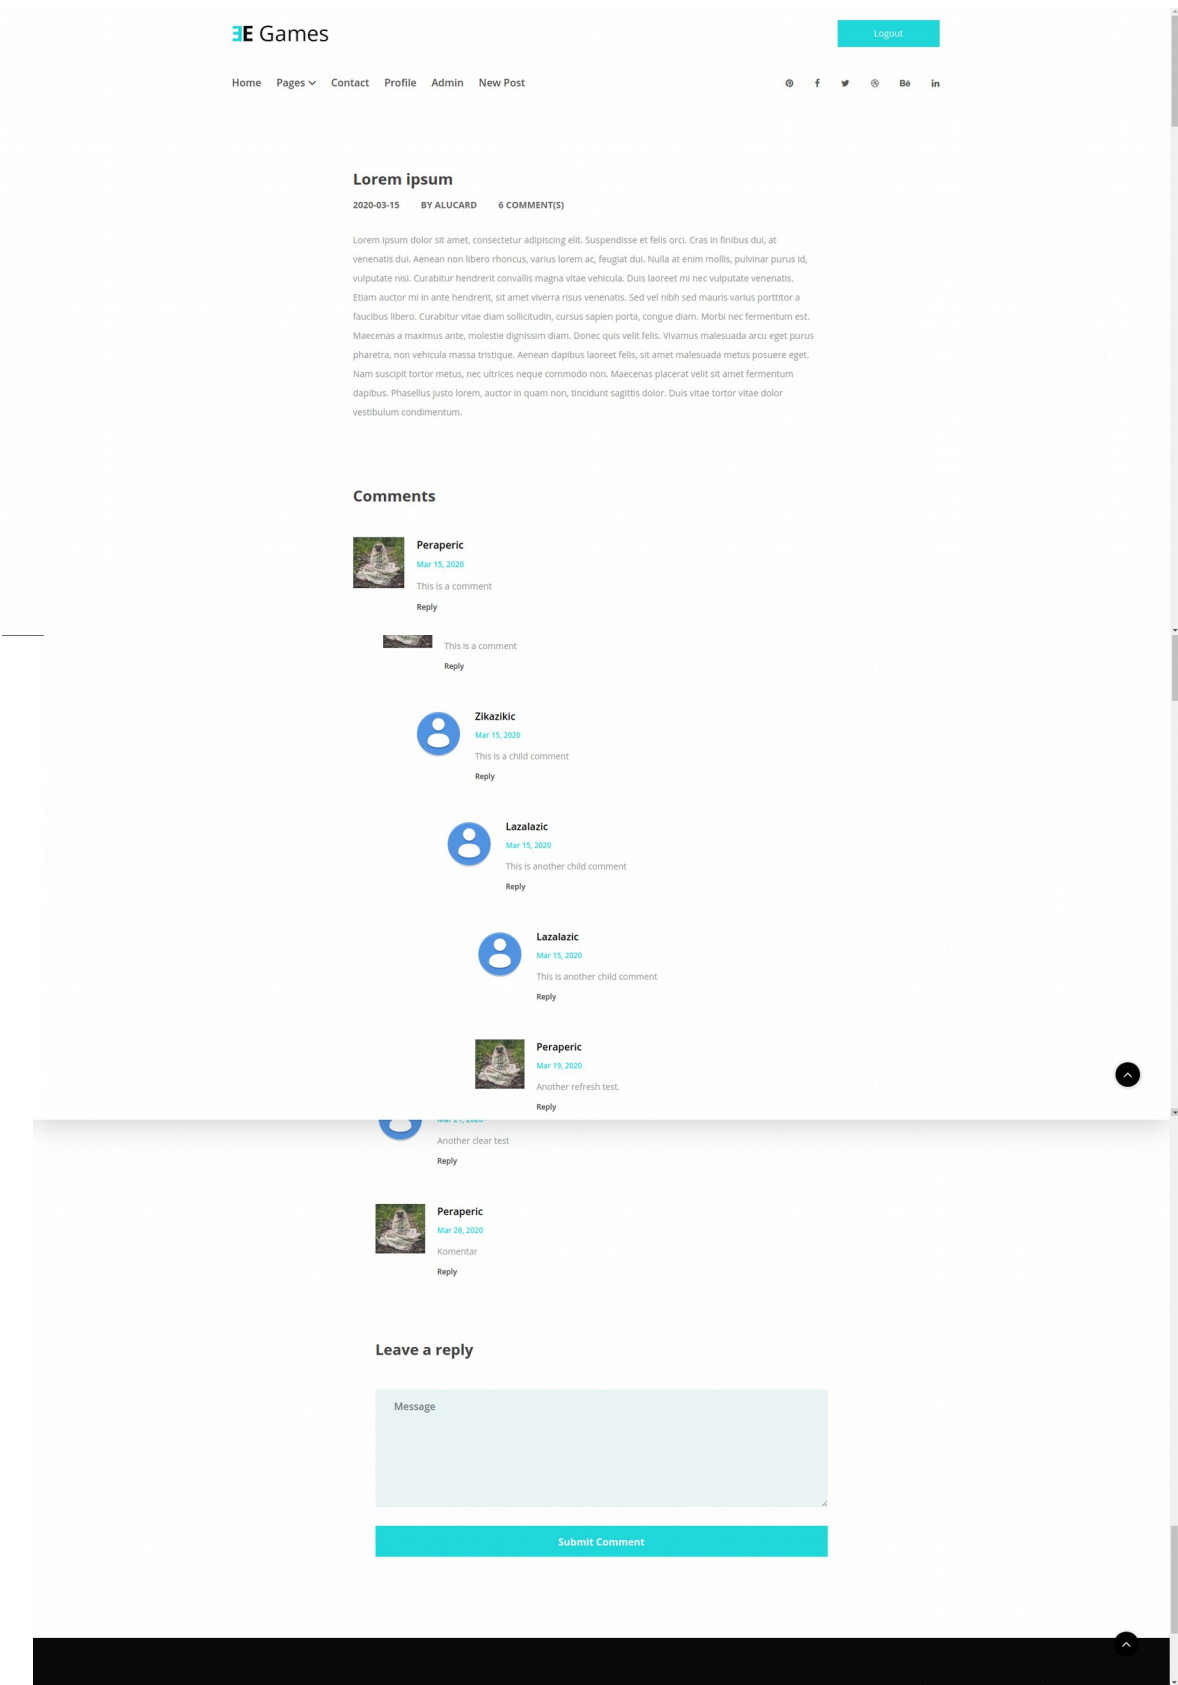 ƎE Games
Logout
Home Pages Contact Profile Admin New Post
Bē in
Lorem ipsum
2020-03-15 BY ALUCARD 6 COMMENT(S)
Lorem ipsum dolor sit amet, consectetur adipiscing elit. Suspendisse et felis orci. Cras in finibus dui, at
venenatis dui. Aenean non libero rhoncus, varius lorem ac, feugiat dui. Nulla at enim mollis, pulvinar purus id,
vulputate nisi. Curabitur hendrerit convallis magna vitae vehicula. Duis laoreet mi nec vulputate venenatis.
Etiam auctor mi in ante hendrerit, sit amet viverra risus venenatis. Sed vel nibh sed mauris varius porttitor a
faucibus libero. Curabitur vitae diam sollicitudin, cursus sapien porta, congue diam. Morbi nec fermentum est.
Maecenas a maximus ante, molestie dignissim diam. Donec quis velit felis. Vivamus malesuada arcu eget purus
pharetra, non vehicula massa tristique. Aenean dapibus laoreet felis, sit amet malesuada metus posuere eget.
Nam suscipit tortor metus, nec ultrices neque commodo non. Maecenas placerat velit sit amet fermentum
dapibus. Phasellus justo lorem, auctor in quam non, tincidunt sagittis dolor. Duis vitae tortor vitae dolor
vestibulum condimentum.
Comments
Peraperic
Mar 15, 2020
This is a comment
Reply
This is a comment
Reply
Zikazikic
Mar 15, 2020
This is a child comment
Reply
Lazalazic
Mar 15, 2020
This is another child comment
Reply
Lazalazic
Mar 15, 2020
This is another child comment
Reply
Peraperic
Mar 19, 2020
Another refresh test.
Reply
Mar 21, 2020
Another clear test
Reply
Peraperic
Mar 26, 2020
Komentar
Reply
Leave a reply
Message
Submit Comment